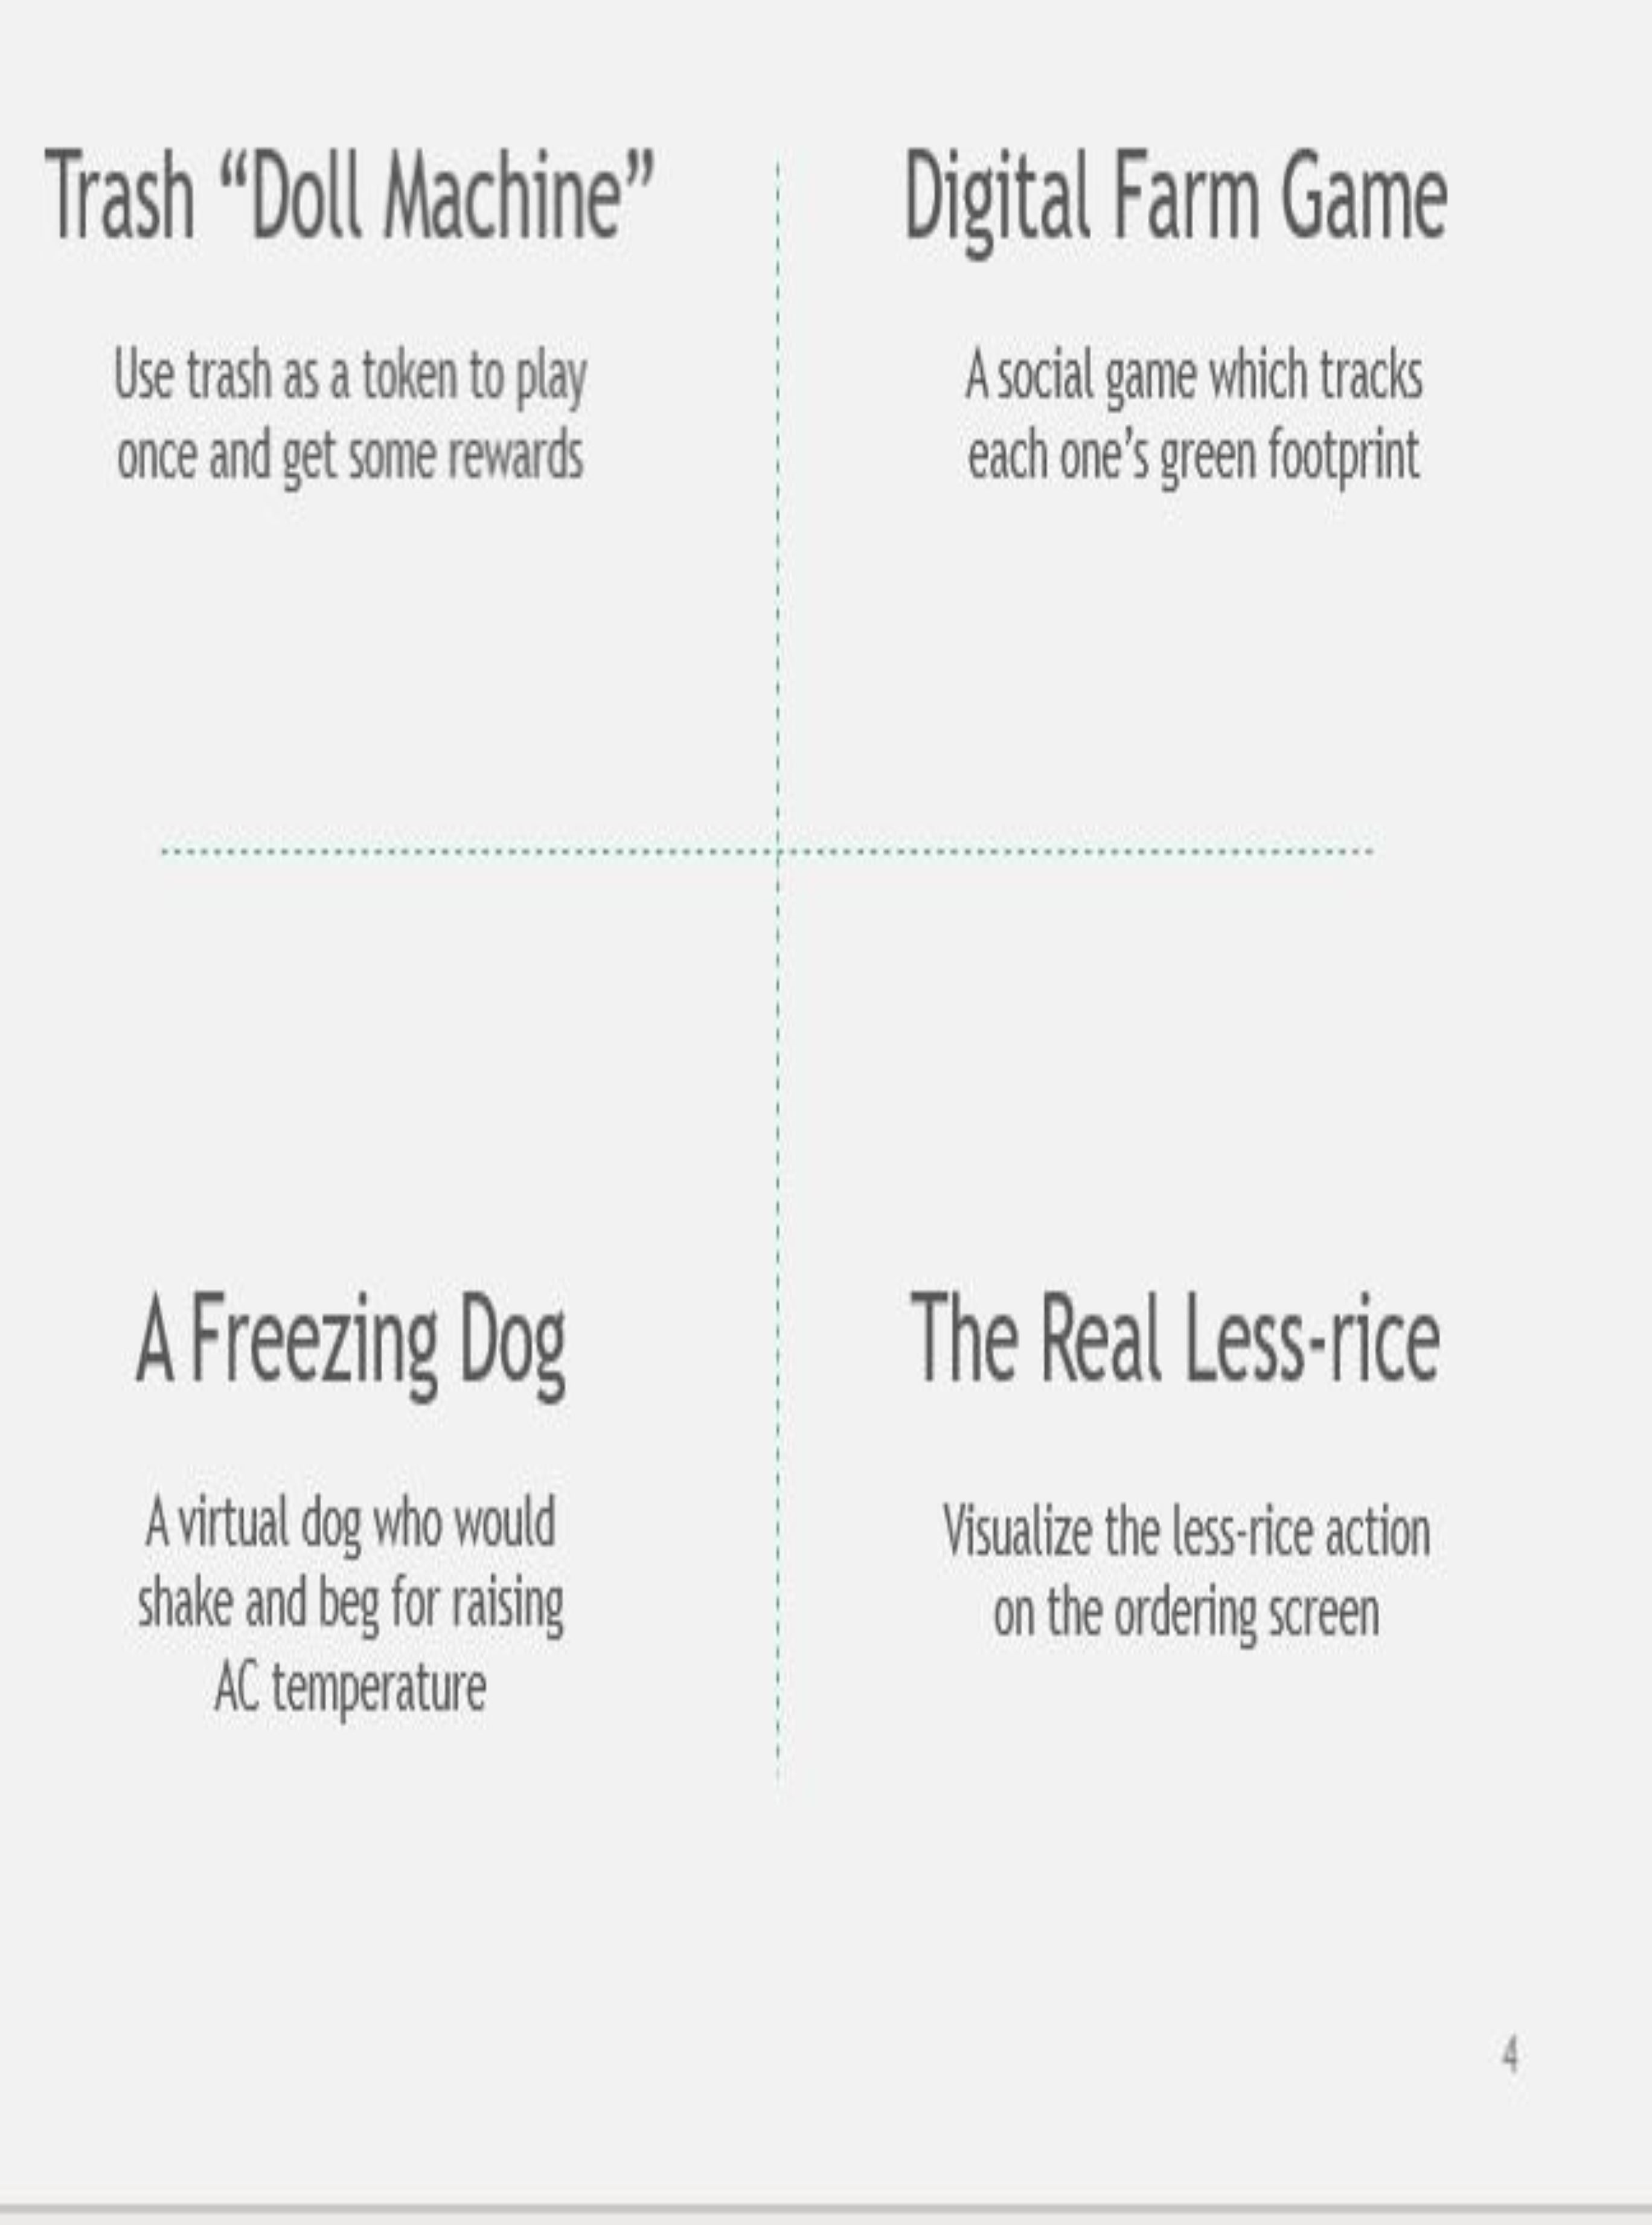 Trash “Doll Machine”
Use trash as a token to play
once and get some rewards
Digital Farm Game
A social game which tracks
each one’s green footprint
A Freezing Dog
A virtual dog who would
shake and beg for raising
AC temperature
The Real Less-rice
Visualize the less-rice action
on the ordering screen
4